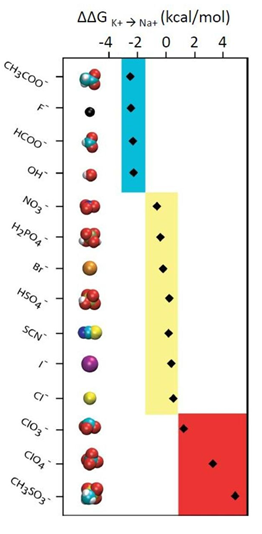 ΔΔG K+ → Na+ (kcal/mol)
-4 -2 0 2 4
CH₃COO⁻
F⁻
HCOO⁻
OH⁻
NO₃⁻
H₂PO₄⁻
Br⁻
HSO₄⁻
SCN⁻
I⁻
Cl⁻
ClO₃⁻
ClO₄⁻
CH₃SO₃⁻